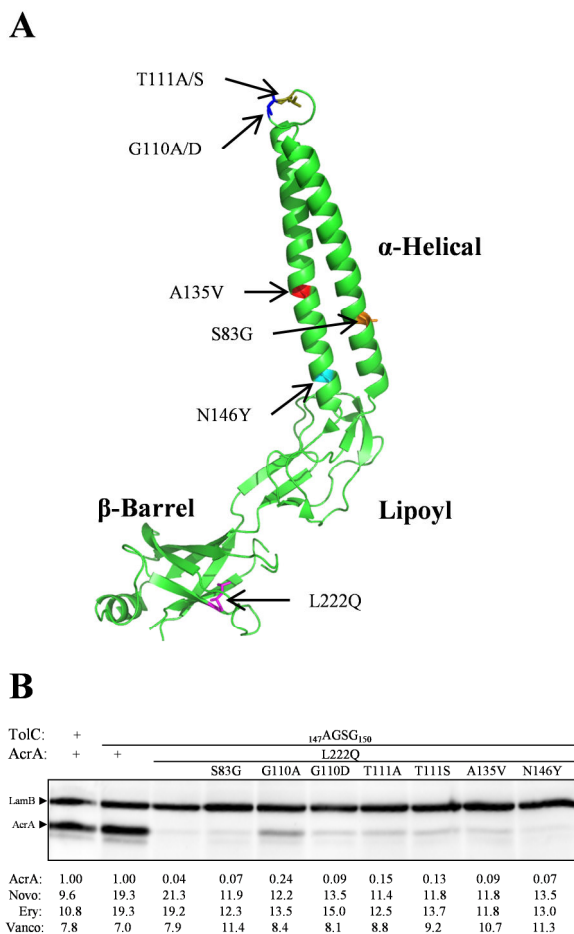 A
T111A/S
G110A/D
α-Helical
A135V
S83G
N146Y
β-Barrel
Lipoyl
L222Q
B
TolC: + 147AGSG150
AcrA: + + L222Q
S83G G110A G110D T111A T111S A135V N146Y
LamB
AcrA
AcrA: 1.00 1.00 0.04 0.07 0.24 0.09 0.15 0.13 0.09 0.07
Novo: 9.6 19.3 21.3 11.9 12.2 13.5 11.4 11.8 11.8 13.5
Ery: 10.8 19.3 19.2 12.3 13.5 15.0 12.5 13.7 11.8 13.0
Vanco: 7.8 7.0 7.9 11.4 8.4 8.1 8.8 9.2 10.7 11.3